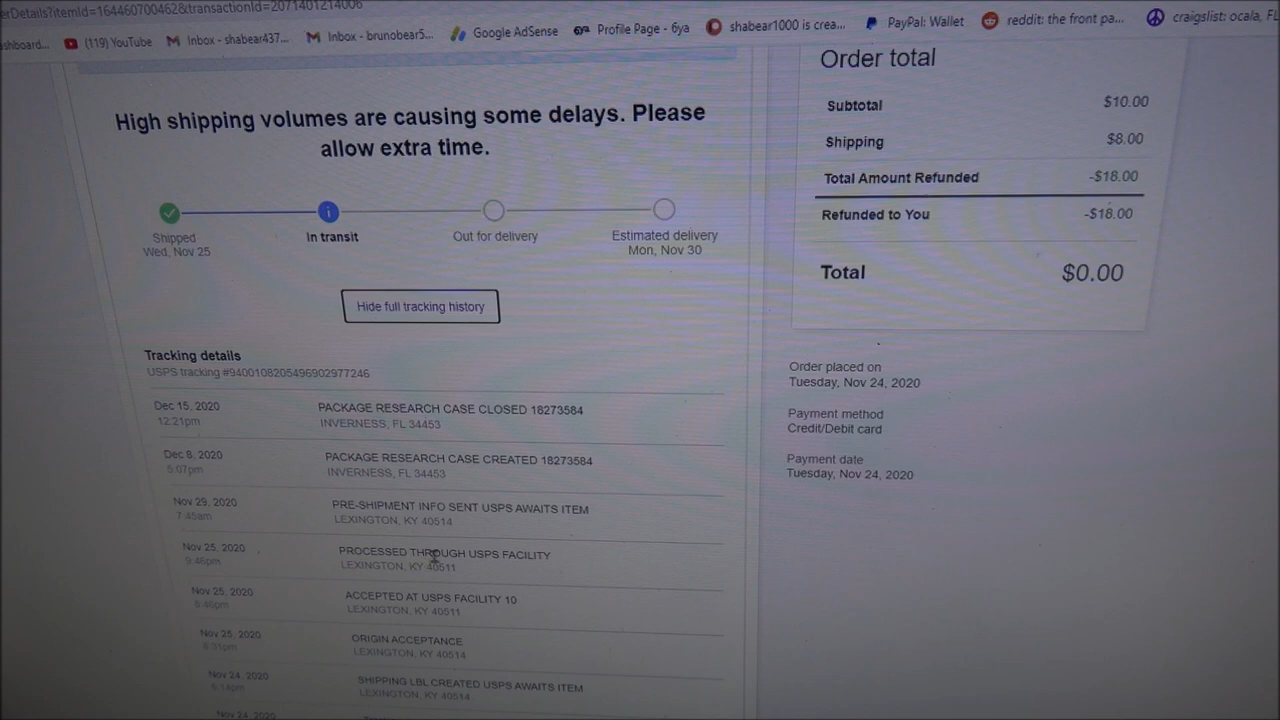 erDetails?itemId=164460700462&transactionId=2071401214006
ashboard...
(119) YouTube
Inbox - shabear437...
Inbox - brunobear5...
Google AdSense
6ya Profile Page - 6ya
shabear1000 is crea...
PayPal: Wallet
reddit: the front pa...
craigslist: ocala, FL
High shipping volumes are causing some delays. Please
allow extra time.
Shipped
Wed, Nov 25
In transit
Out for delivery
Estimated delivery
Mon, Nov 30
Hide full tracking history
Tracking details
USPS tracking #9400108205496902977246
Dec 15, 2020
12:21pm
PACKAGE RESEARCH CASE CLOSED 18273584
INVERNESS, FL 34453
Dec 8, 2020
5:07pm
PACKAGE RESEARCH CASE CREATED 18273584
INVERNESS, FL 34453
Nov 29, 2020
7:45am
PRE-SHIPMENT INFO SENT USPS AWAITS ITEM
LEXINGTON, KY 40514
Nov 25, 2020
9:46pm
PROCESSED THROUGH USPS FACILITY
LEXINGTON, KY 40511
Nov 25, 2020
ACCEPTED AT USPS FACILITY 10
LEXINGTON, KY 40511
Nov 25, 2020
ORIGIN ACCEPTANCE
LEXINGTON, KY 40514
Nov 24, 2020
SHIPPING LBL CREATED USPS AWAITS ITEM
LEXINGTON, KY 40514
Nov 24, 2020
Order total
Subtotal $10.00
Shipping $8.00
Total Amount Refunded -$18.00
Refunded to You -$18.00
Total $0.00
Order placed on
Tuesday, Nov 24, 2020
Payment method
Credit/Debit card
Payment date
Tuesday, Nov 24, 2020